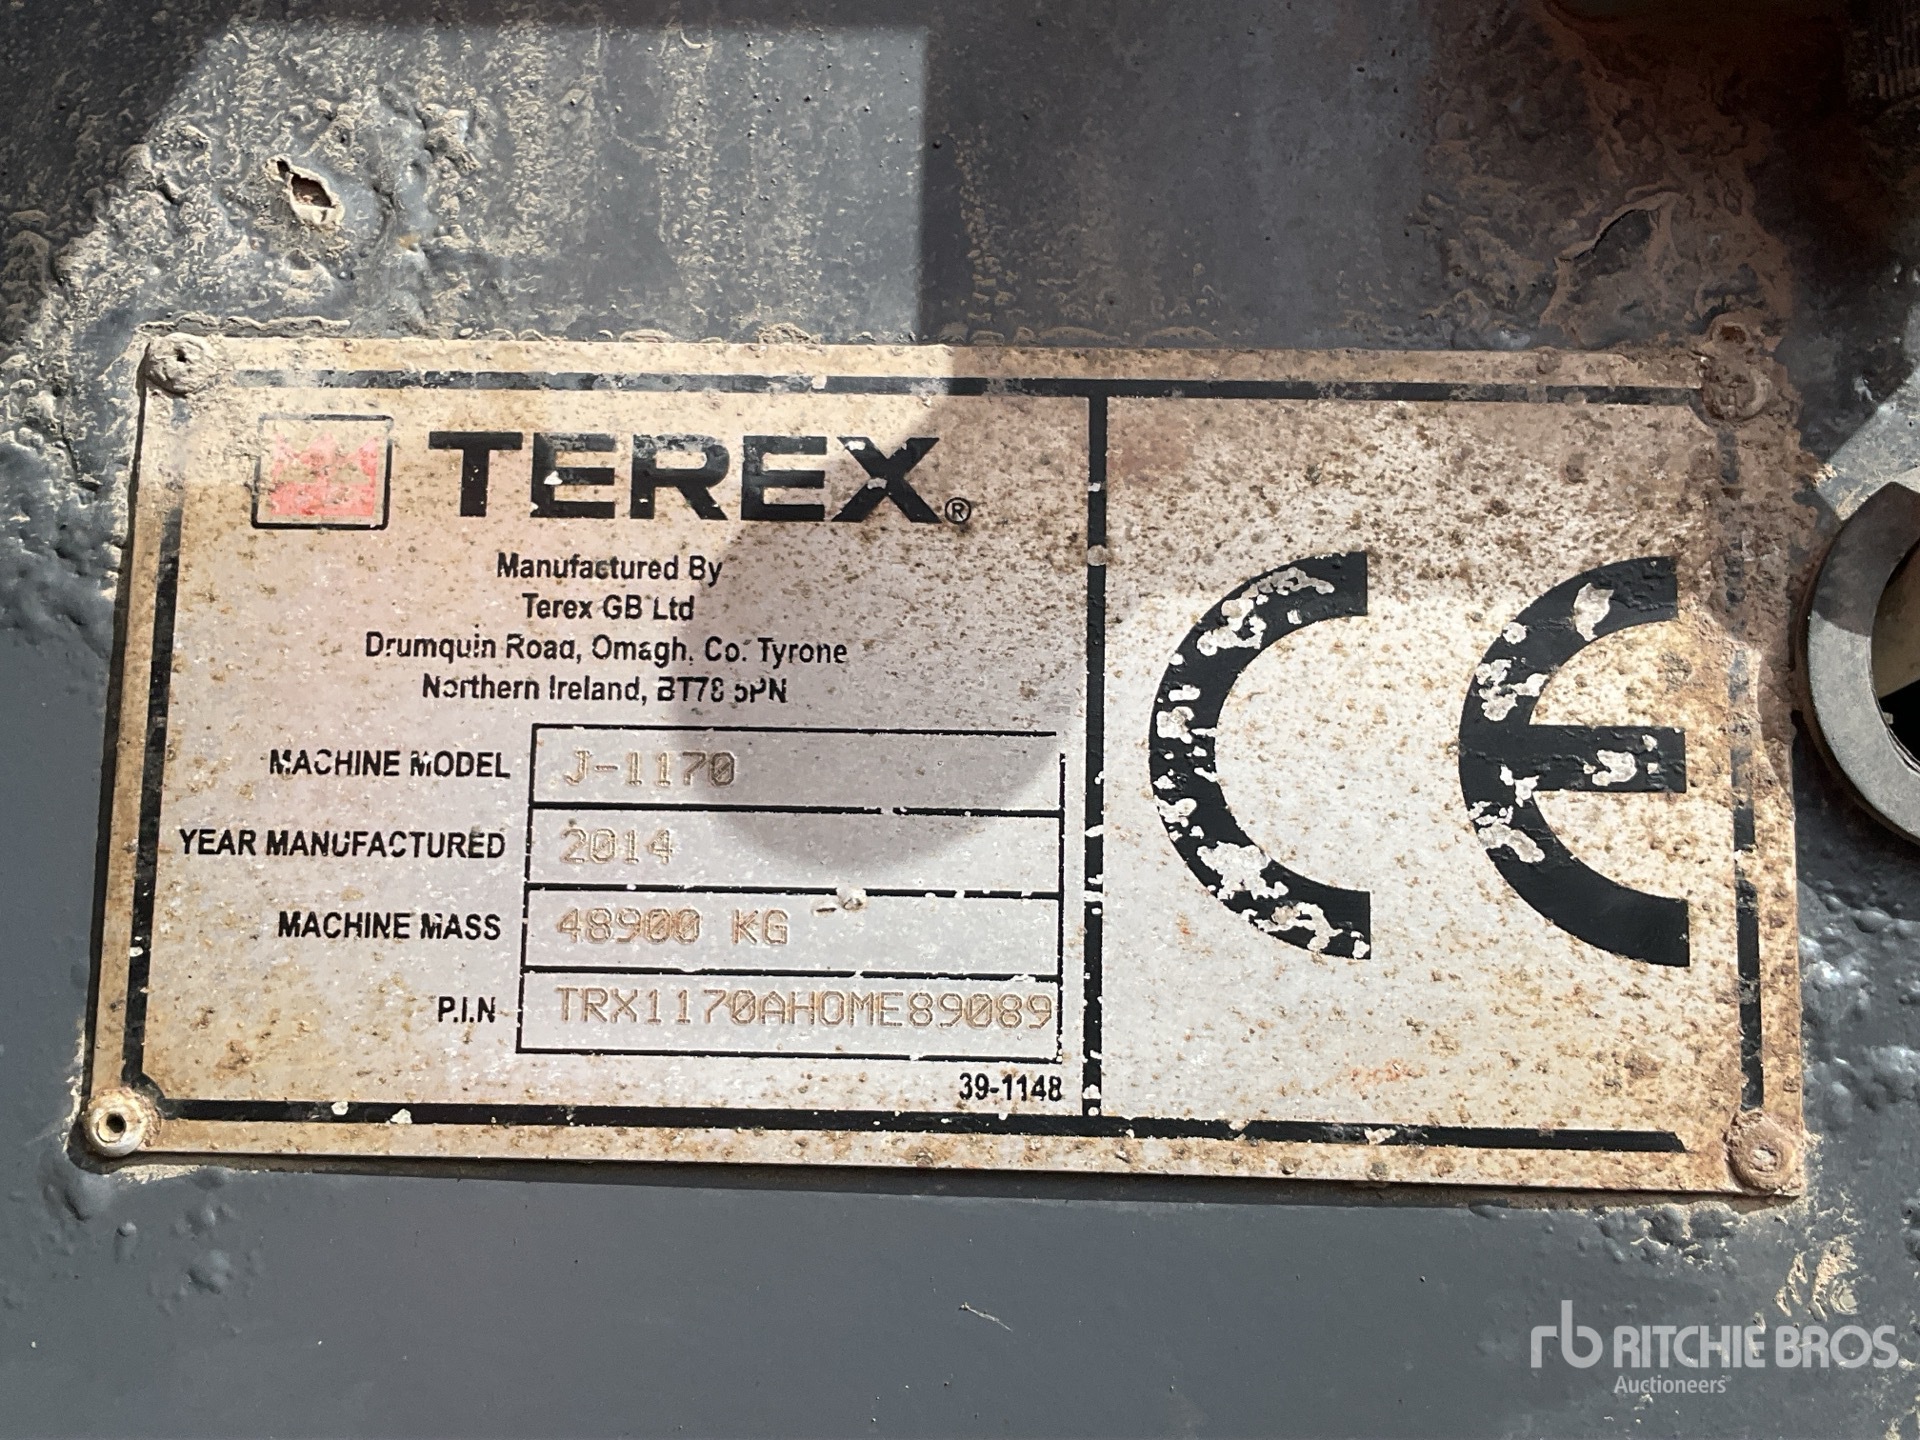 TEREX®
Manufactured By
Terex GB Ltd
Drumquin Road, Omagh, Co. Tyrone
Northern Ireland, BT78 5PN
MACHINE MODEL J-1170
YEAR MANUFACTURED 2014
MACHINE MASS 48900 KG
P.I.N TRX1170AHOME89089
39-1148
CE
rb RITCHIE BROS.
Auctioneers